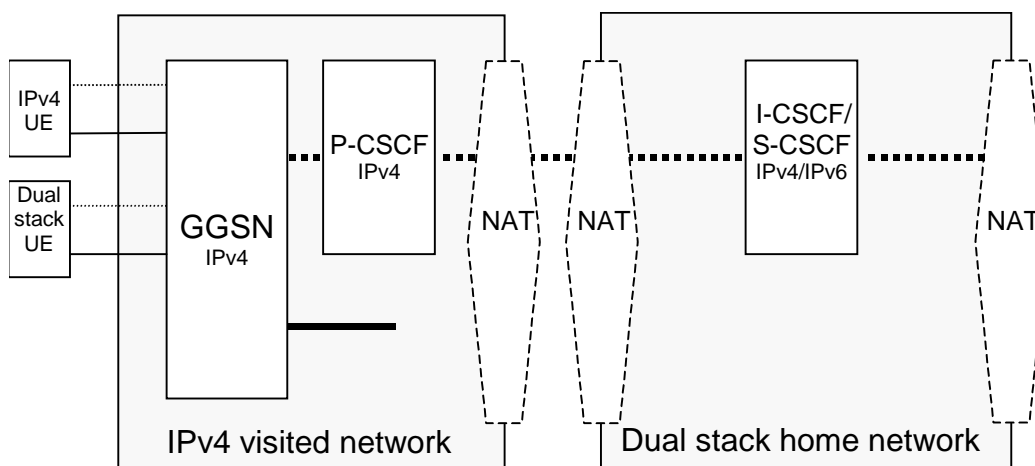 IPv4
UE
Dual
stack
UE
GGSN
IPv4
P-CSCF
IPv4
NAT
NAT
I-CSCF/
S-CSCF
IPv4/IPv6
NAT
IPv4 visited network
Dual stack home network